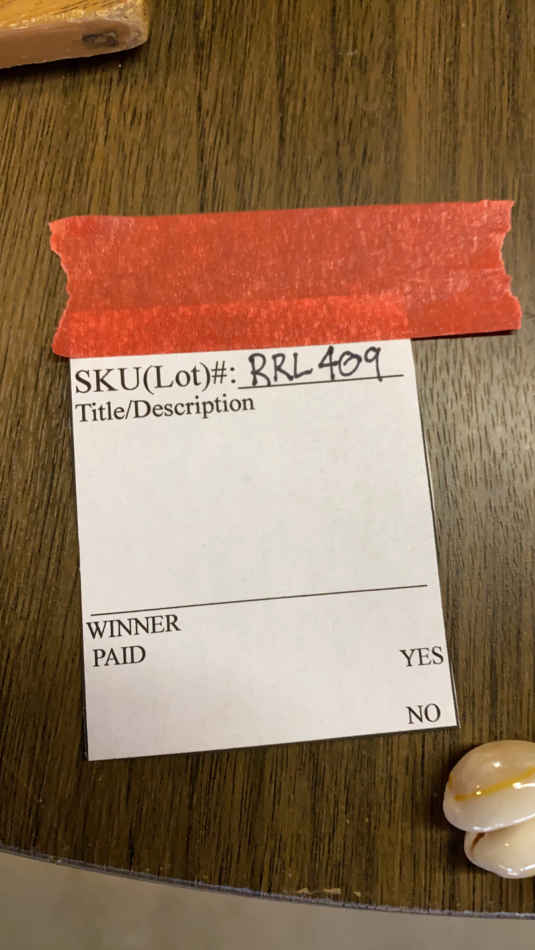 SKU(Lot)#: RRL409
Title/Description
WINNER
PAID YES
NO